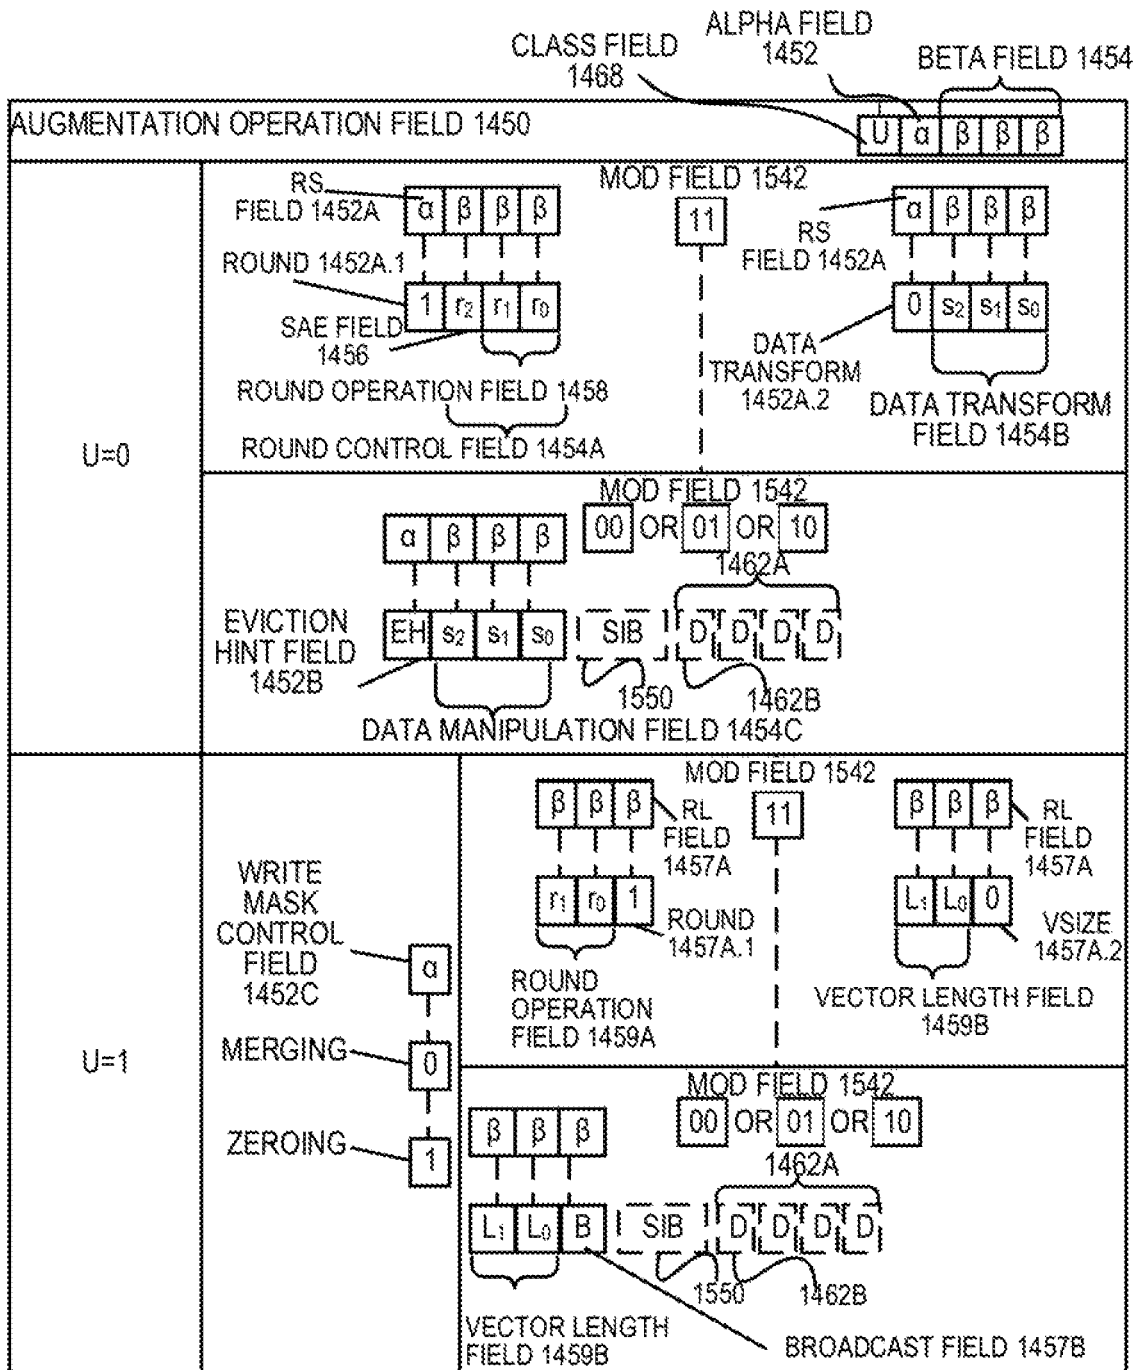 CLASS FIELD
1468
ALPHA FIELD
1452
BETA FIELD 1454
AUGMENTATION OPERATION FIELD 1450
U α β β β
U=0
RS
FIELD 1452A
α β β β
ROUND 1452A.1
1 r2 r1 r0
SAE FIELD
1456
ROUND OPERATION FIELD 1458
ROUND CONTROL FIELD 1454A
MOD FIELD 1542
11
α β β β
RS
FIELD 1452A
0 s2 s1 s0
DATA
TRANSFORM
1452A.2
DATA TRANSFORM
FIELD 1454B
MOD FIELD 1542
00 OR 01 OR 10
α β β β
1462A
EVICTION
HINT FIELD
1452B
EH s2 s1 s0 SIB D D D D
1550 1462B
DATA MANIPULATION FIELD 1454C
U=1
WRITE
MASK
CONTROL
FIELD
1452C
α
MERGING
0
ZEROING
1
MOD FIELD 1542
11
β β β
RL
FIELD
1457A
r1 r0 1
ROUND
1457A.1
ROUND
OPERATION
FIELD 1459A
β β β
RL
FIELD
1457A
L1 L0 0
VSIZE
1457A.2
VECTOR LENGTH FIELD
1459B
MOD FIELD 1542
00 OR 01 OR 10
β β β
1462A
L1 L0 B SIB D D D D
1550 1462B
VECTOR LENGTH
FIELD 1459B
BROADCAST FIELD 1457B